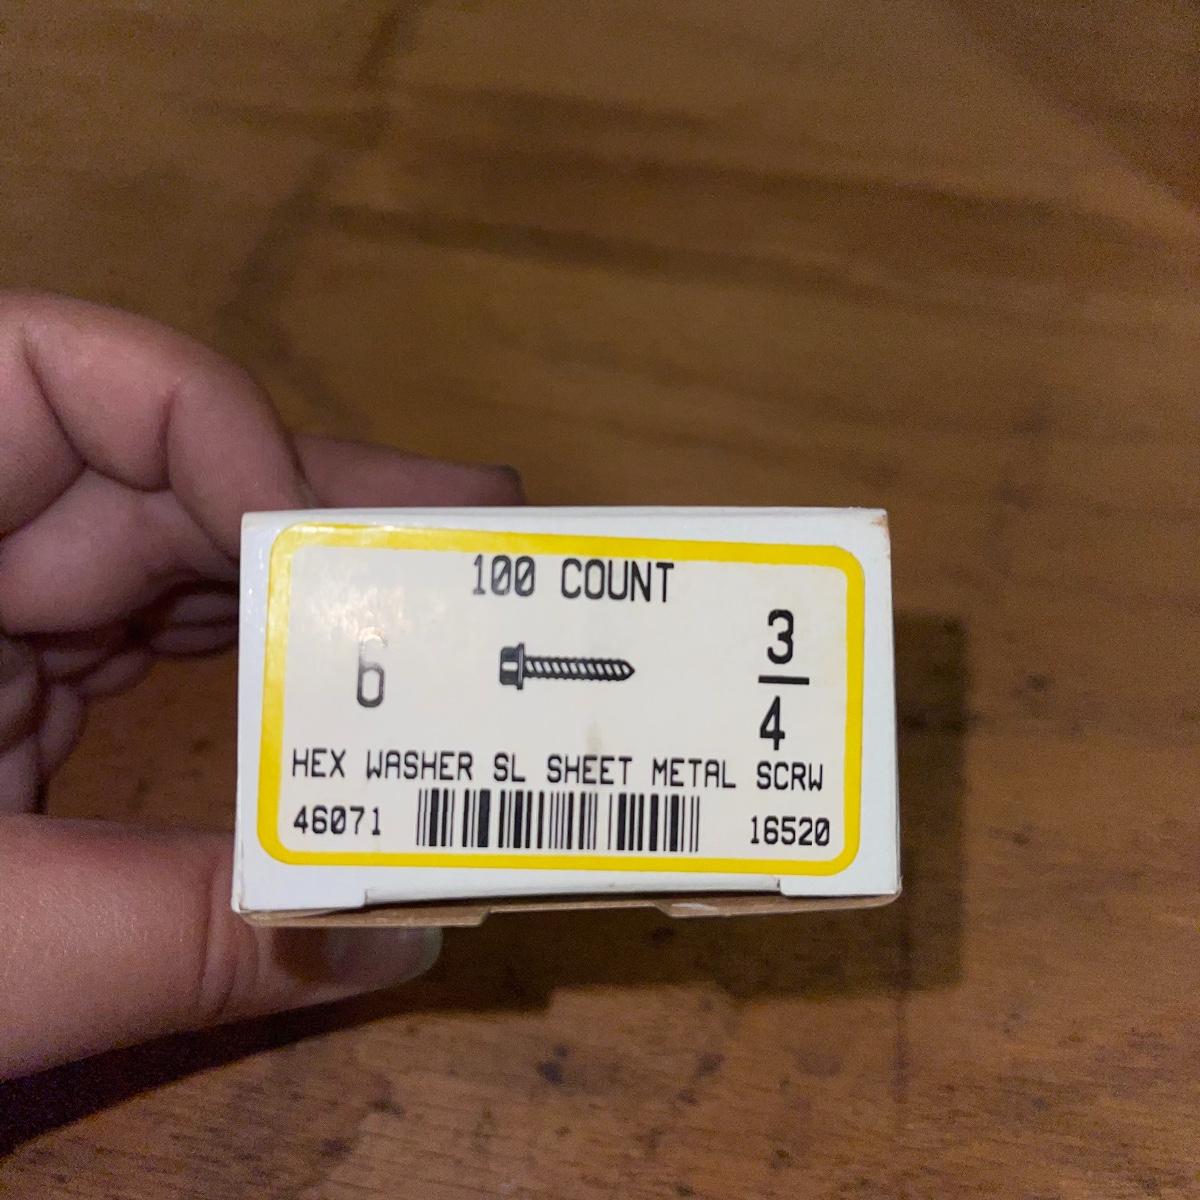 100 COUNT
6
3
4
HEX WASHER SL SHEET METAL SCRW
46071
16520